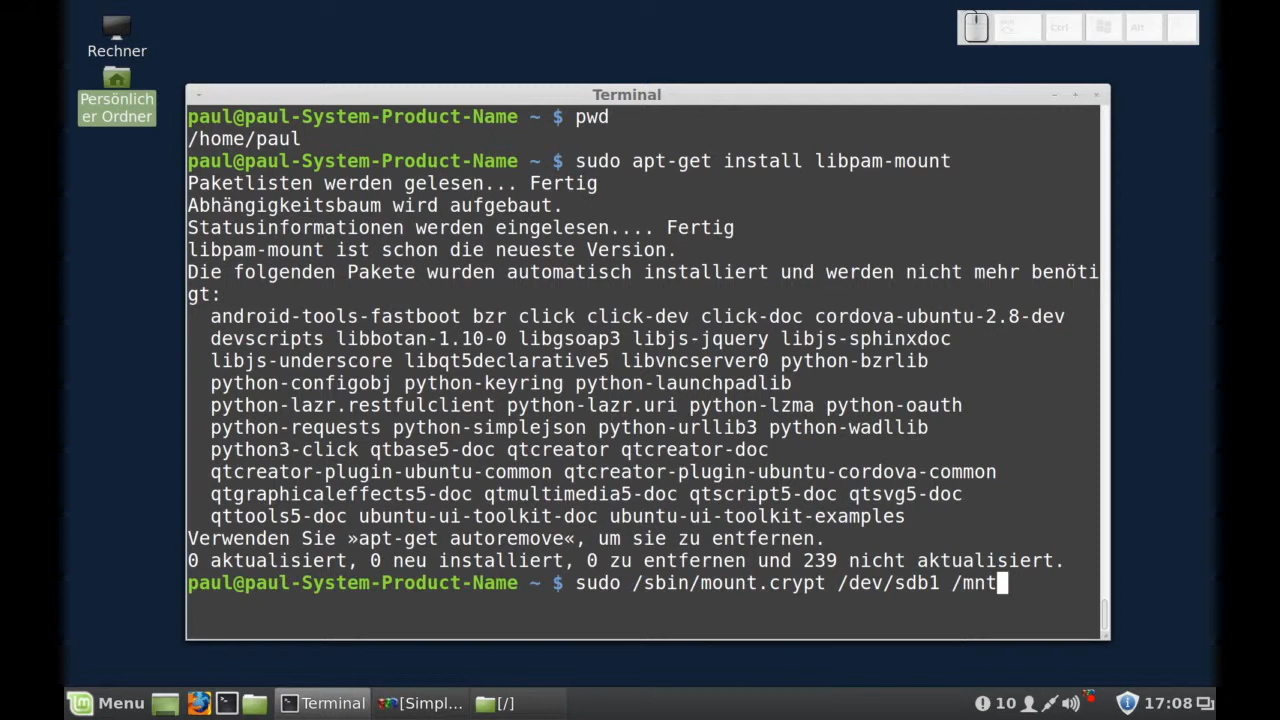 Rechner
Persönlich
er Ordner
Ctrl
Alt
Terminal
paul@paul-System-Product-Name ~ $ pwd
/home/paul
paul@paul-System-Product-Name ~ $ sudo apt-get install libpam-mount
Paketlisten werden gelesen... Fertig
Abhängigkeitsbaum wird aufgebaut.
Statusinformationen werden eingelesen.... Fertig
libpam-mount ist schon die neueste Version.
Die folgenden Pakete wurden automatisch installiert und werden nicht mehr benöti
gt:
android-tools-fastboot bzr click click-dev click-doc cordova-ubuntu-2.8-dev
devscripts libbotan-1.10-0 libgsoap3 libjs-jquery libjs-sphinxdoc
libjs-underscore libqt5declarative5 libvncserver0 python-bzrlib
python-configobj python-keyring python-launchpadlib
python-lazr.restfulclient python-lazr.uri python-lzma python-oauth
python-requests python-simplejson python-urllib3 python-wadllib
python3-click qtbase5-doc qtcreator qtcreator-doc
qtcreator-plugin-ubuntu-common qtcreator-plugin-ubuntu-cordova-common
qtgraphicaleffects5-doc qtmultimedia5-doc qtscript5-doc qtsvg5-doc
qttools5-doc ubuntu-ui-toolkit-doc ubuntu-ui-toolkit-examples
Verwenden Sie »apt-get autoremove«, um sie zu entfernen.
0 aktualisiert, 0 neu installiert, 0 zu entfernen und 239 nicht aktualisiert.
paul@paul-System-Product-Name ~ $ sudo /sbin/mount.crypt /dev/sdb1 /mnt
Menu Terminal [Simpl... [/] 10 17:08